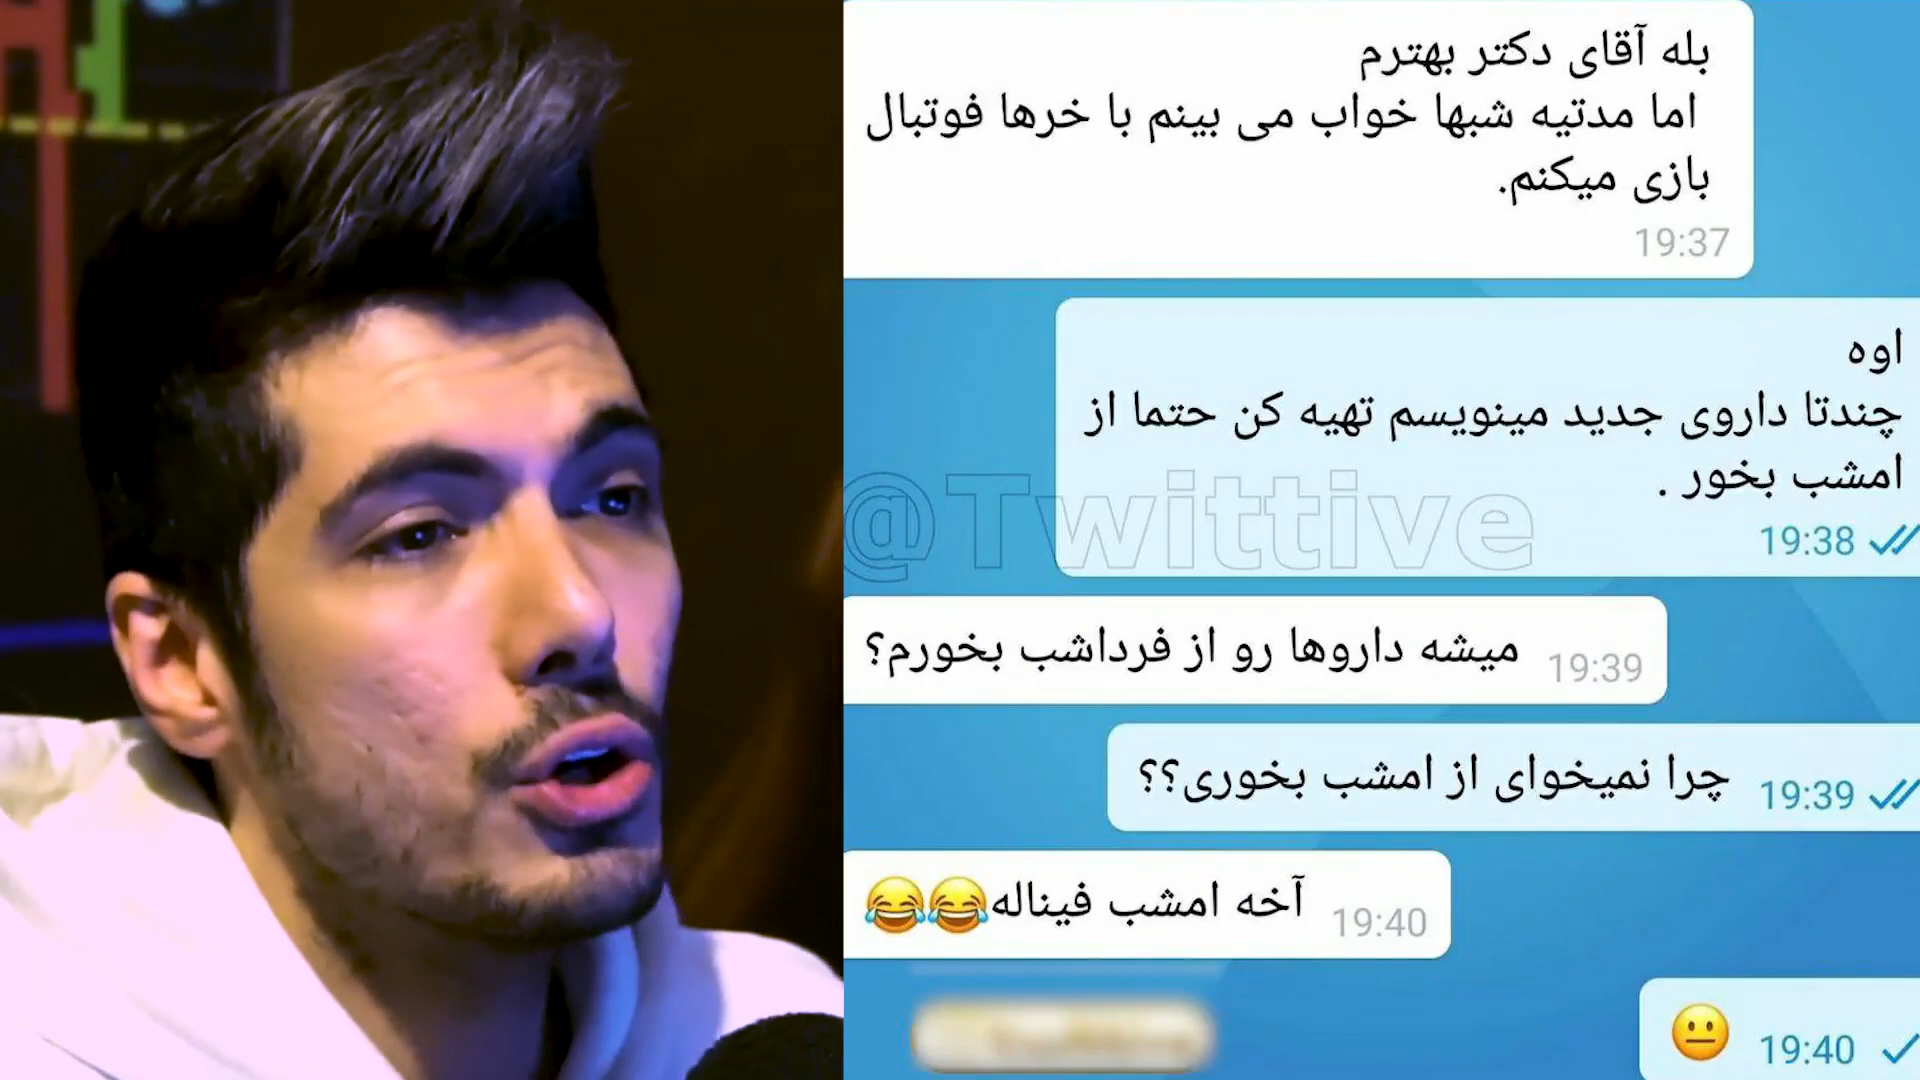 بله آقای دکتر بهترم
اما مدتیه شبها خواب می بینم با خرها فوتبال
بازی میکنم.
19:37
اوه
چندتا داروی جدید مینویسم تهیه کن حتما از
امشب بخور .
19:38
@Twittive
میشه داروها رو از فرداشب بخورم؟
19:39
چرا نمیخوای از امشب بخوری؟؟
19:39
آخه امشب فیناله😂😂
19:40
😐
19:40